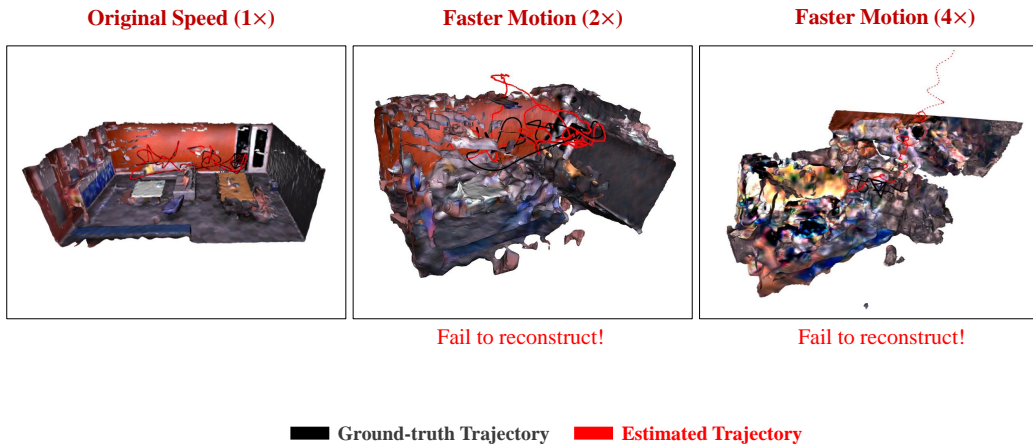 Original Speed (1×)
Faster Motion (2×)
Faster Motion (4×)
Fail to reconstruct!
Fail to reconstruct!
Ground-truth Trajectory
Estimated Trajectory